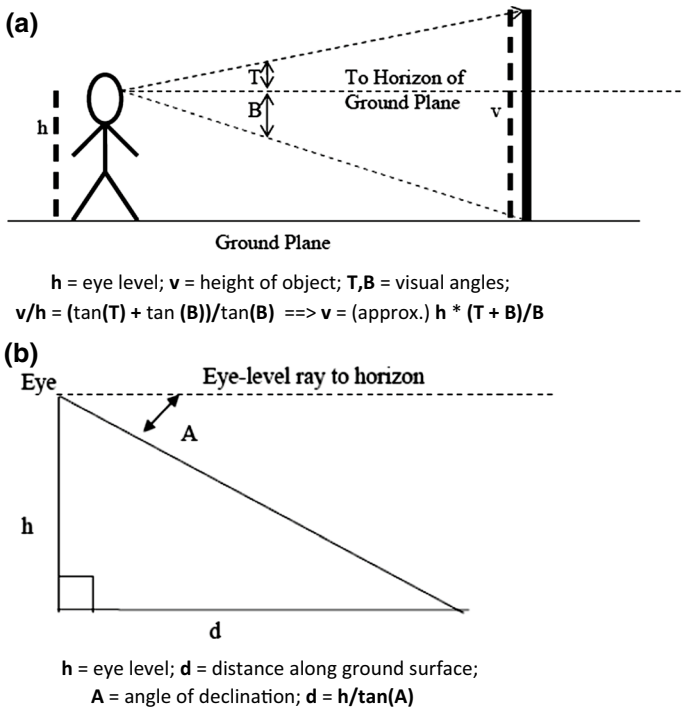 (a)
T
To Horizon of
Ground Plane
B
h
v
Ground Plane
h = eye level; v = height of object; T,B = visual angles;
v/h = (tan(T) + tan (B))/tan(B) ==> v = (approx.) h * (T + B)/B
(b)
Eye
Eye-level ray to horizon
A
h
d
h = eye level; d = distance along ground surface;
A = angle of declination; d = h/tan(A)